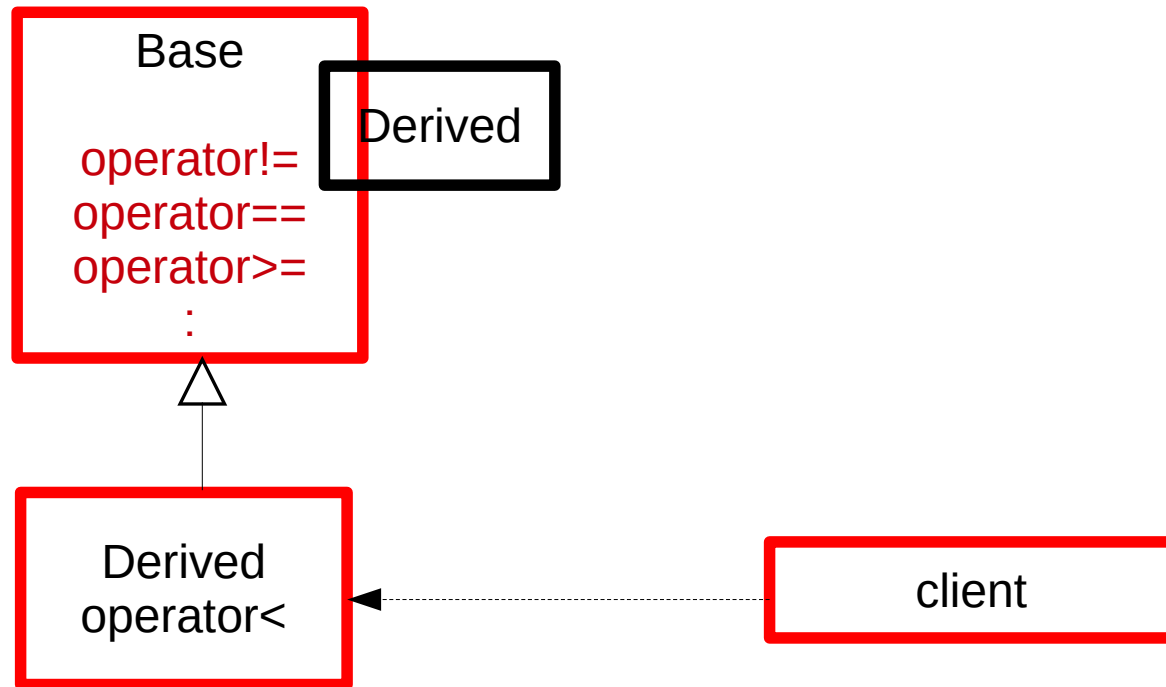 Base
Derived
operator!=
operator==
operator>=
:
Derived
operator<
client